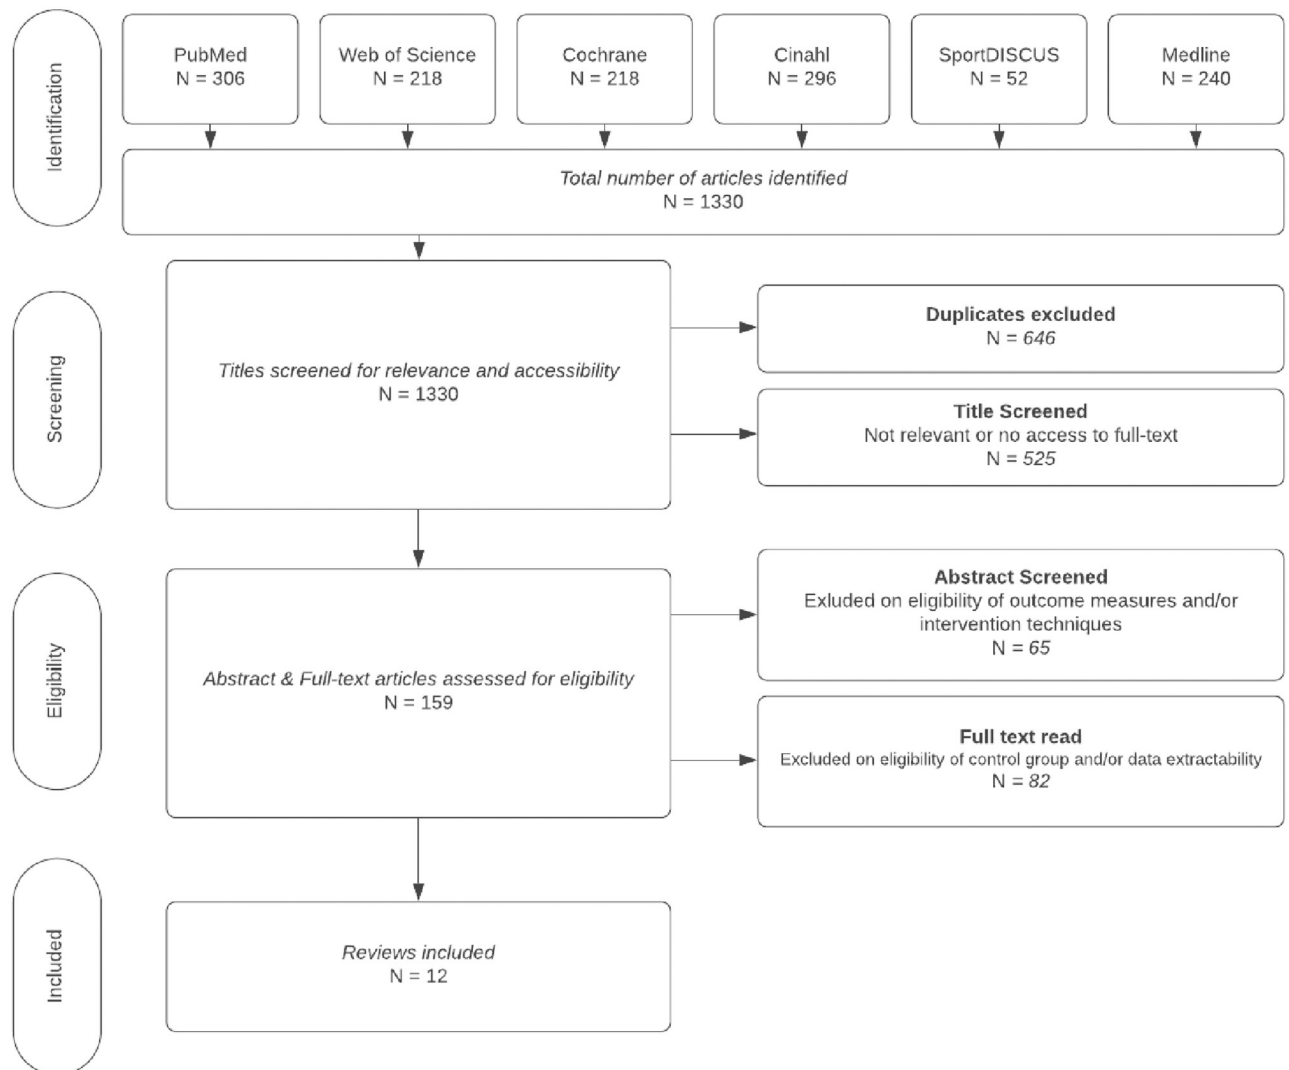 Identification
PubMed
N = 306
Web of Science
N = 218
Cochrane
N = 218
Cinahl
N = 296
SportDISCUS
N = 52
Medline
N = 240
Total number of articles identified
N = 1330
Screening
Titles screened for relevance and accessibility
N = 1330
Duplicates excluded
N = 646
Title Screened
Not relevant or no access to full-text
N = 525
Eligibility
Abstract & Full-text articles assessed for eligibility
N = 159
Abstract Screened
Exluded on eligibility of outcome measures and/or
intervention techniques
N = 65
Full text read
Excluded on eligibility of control group and/or data extractability
N = 82
Included
Reviews included
N = 12